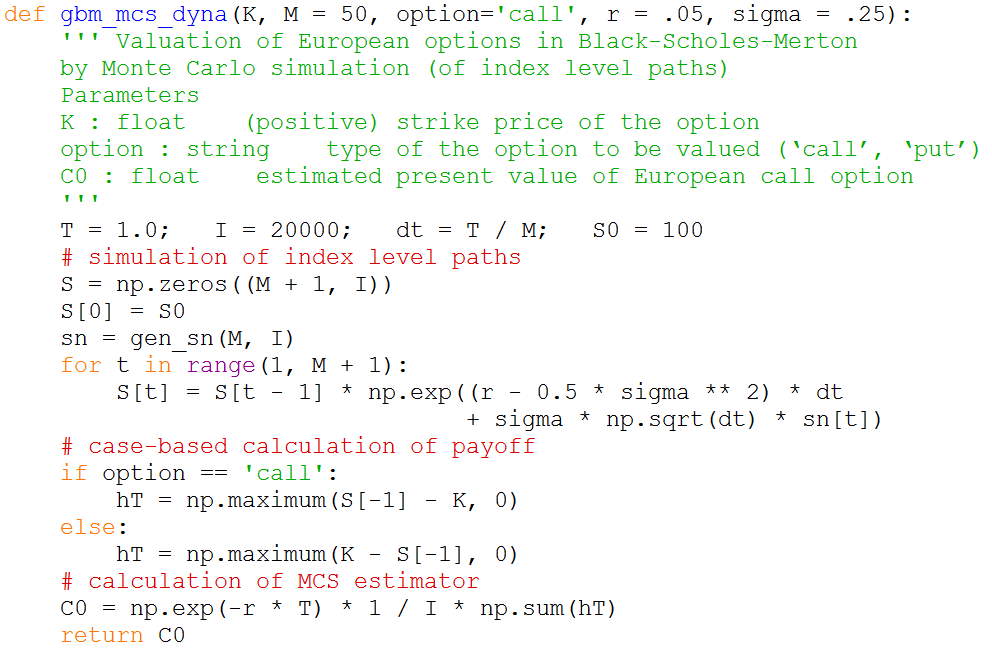 def gbm_mcs_dyna(K, M = 50, option='call', r = .05, sigma = .25):
    ''' Valuation of European options in Black-Scholes-Merton
    by Monte Carlo simulation (of index level paths)
    Parameters
    K : float    (positive) strike price of the option
    option : string    type of the option to be valued (‘call’, ‘put’)
    C0 : float    estimated present value of European call option
    '''
    T = 1.0;   I = 20000;   dt = T / M;   S0 = 100
    # simulation of index level paths
    S = np.zeros((M + 1, I))
    S[0] = S0
    sn = gen_sn(M, I)
    for t in range(1, M + 1):
        S[t] = S[t - 1] * np.exp((r - 0.5 * sigma ** 2) * dt
                                 + sigma * np.sqrt(dt) * sn[t])
    # case-based calculation of payoff
    if option == 'call':
        hT = np.maximum(S[-1] - K, 0)
    else:
        hT = np.maximum(K - S[-1], 0)
    # calculation of MCS estimator
    C0 = np.exp(-r * T) * 1 / I * np.sum(hT)
    return C0